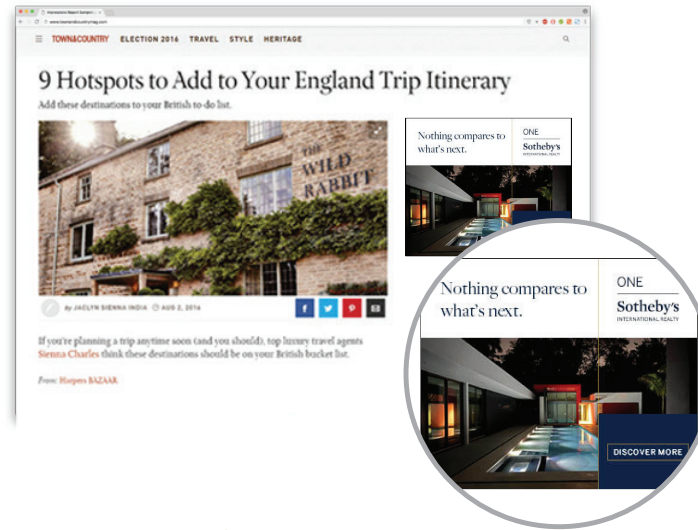 www.townandcountrymag.com
TOWN&COUNTRY ELECTION 2016 TRAVEL STYLE HERITAGE
9 Hotspots to Add to Your England Trip Itinerary
Add these destinations to your British to-do list.
THE
WILD
RABBIT
By JACLYN SIENNA INDIA AUG 2, 2016
If you're planning a trip anytime soon (and you should), top luxury travel agents
Sienna Charles think these destinations should be on your British bucket list.
From: Harpers BAZAAR
Nothing compares to
what's next.
ONE
Sotheby's
INTERNATIONAL REALTY
Nothing compares to
what's next.
ONE
Sotheby's
INTERNATIONAL REALTY
DISCOVER MORE